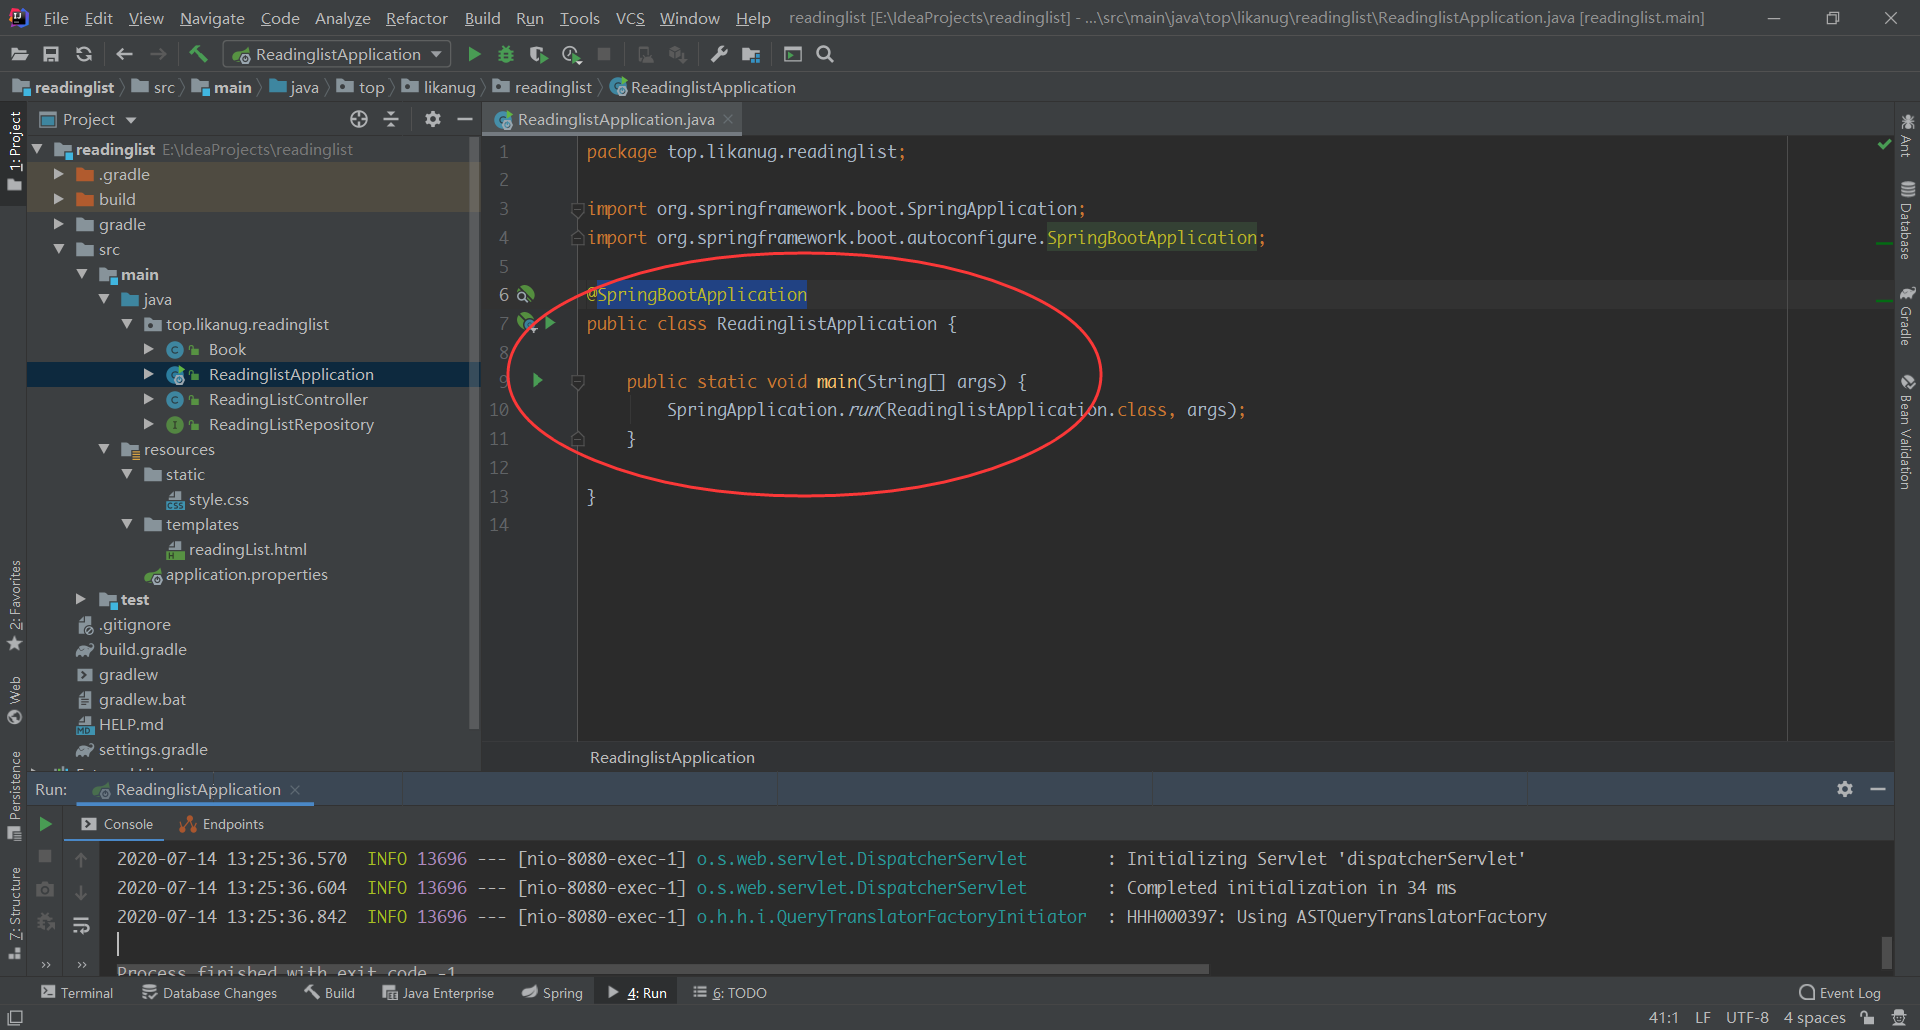 File Edit View Navigate Code Analyze Refactor Build Run Tools VCS Window Help readinglist [E:\IdeaProjects\readinglist] - ...\src\main\java\top\likanug\readinglist\ReadinglistApplication.java [readinglist.main]
ReadinglistApplication
readinglist src main java top likanug readinglist ReadinglistApplication
1: Project
2: Favorites
Web
Persistence
7: Structure
Project
readinglist E:\IdeaProjects\readinglist
.gradle
build
gradle
src
main
java
top.likanug.readinglist
Book
ReadinglistApplication
ReadingListController
ReadingListRepository
resources
static
style.css
templates
readingList.html
application.properties
test
.gitignore
build.gradle
gradlew
gradlew.bat
HELP.md
settings.gradle
ReadinglistApplication.java
1 package top.likanug.readinglist;
2
3 import org.springframework.boot.SpringApplication;
4 import org.springframework.boot.autoconfigure.SpringBootApplication;
5
6 @SpringBootApplication
7 public class ReadinglistApplication {
8
9 public static void main(String[] args) {
10 SpringApplication.run(ReadinglistApplication.class, args);
11 }
12
13 }
14
ReadinglistApplication
Ant
Database
Gradle
Bean Validation
Run: ReadinglistApplication
Console Endpoints
2020-07-14 13:25:36.570 INFO 13696 --- [nio-8080-exec-1] o.s.web.servlet.DispatcherServlet : Initializing Servlet 'dispatcherServlet'
2020-07-14 13:25:36.604 INFO 13696 --- [nio-8080-exec-1] o.s.web.servlet.DispatcherServlet : Completed initialization in 34 ms
2020-07-14 13:25:36.842 INFO 13696 --- [nio-8080-exec-1] o.h.h.i.QueryTranslatorFactoryInitiator : HHH000397: Using ASTQueryTranslatorFactory
Process finished with exit code -1
Terminal Database Changes Build Java Enterprise Spring 4: Run 6: TODO Event Log
41:1 LF UTF-8 4 spaces